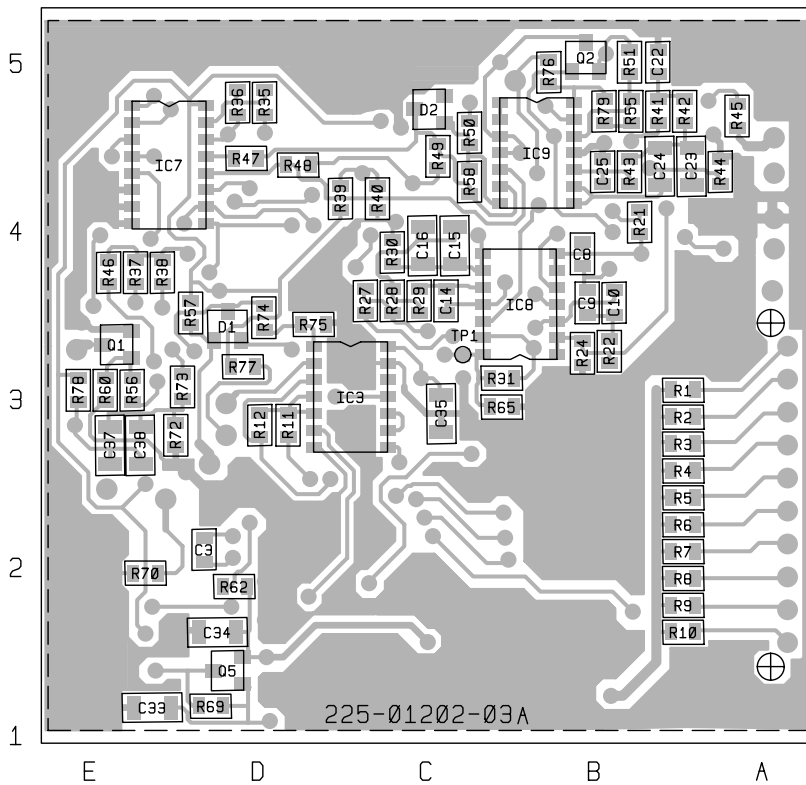 5
Q2
R51
C22
R76
R36
R35
D2
R79
R55
R41
R42
R45
R50
IC7
R47
R48
R49
IC9
R58
C25
R43
C24
C23
R44
R39
R40
R21
4
R30
C16
C15
C8
R46
R37
R38
R27
R28
R29
C14
IC8
C9
C10
R57
D1
R74
R75
Q1
TP1
R24
R22
R77
R31
R78
R60
R56
R73
IC3
R1
3
R12
R11
C35
R65
R2
C37
C38
R72
R3
R4
R5
R6
C3
R7
2
R70
R62
R8
R9
C34
R10
Q5
C33
R69
225-01202-03A
1
E D C B A